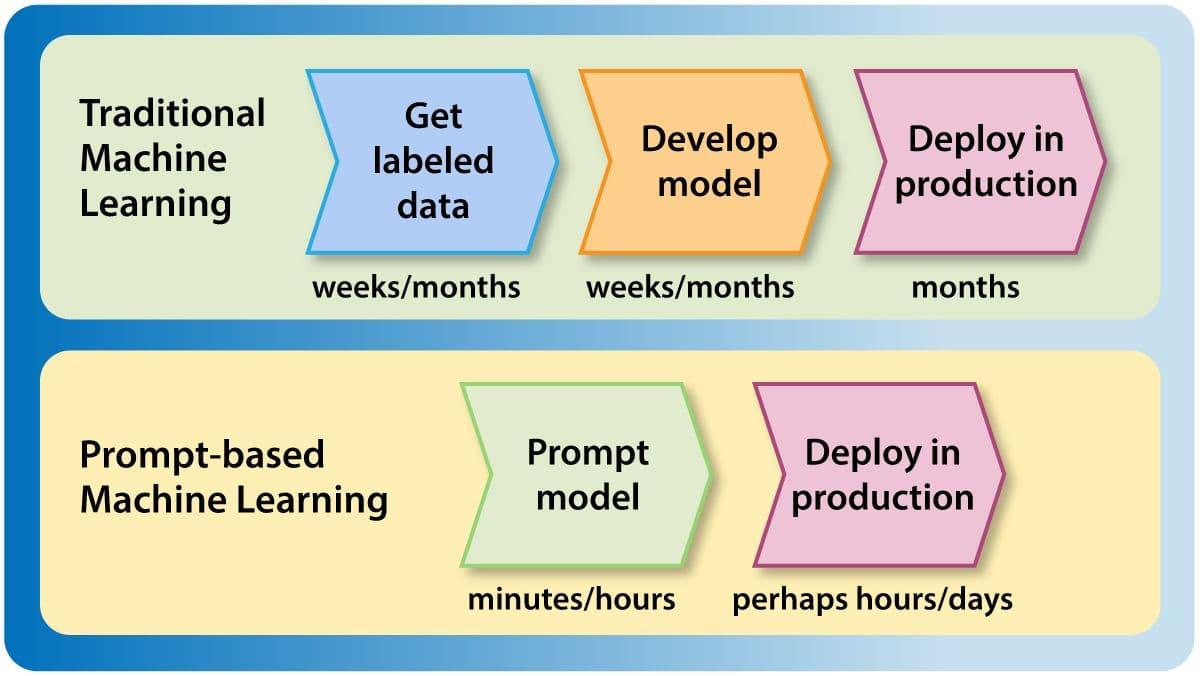 Traditional
Machine
Learning
Get
labeled
data
weeks/months
Develop
model
weeks/months
Deploy in
production
months
Prompt-based
Machine Learning
Prompt
model
minutes/hours
Deploy in
production
perhaps hours/days